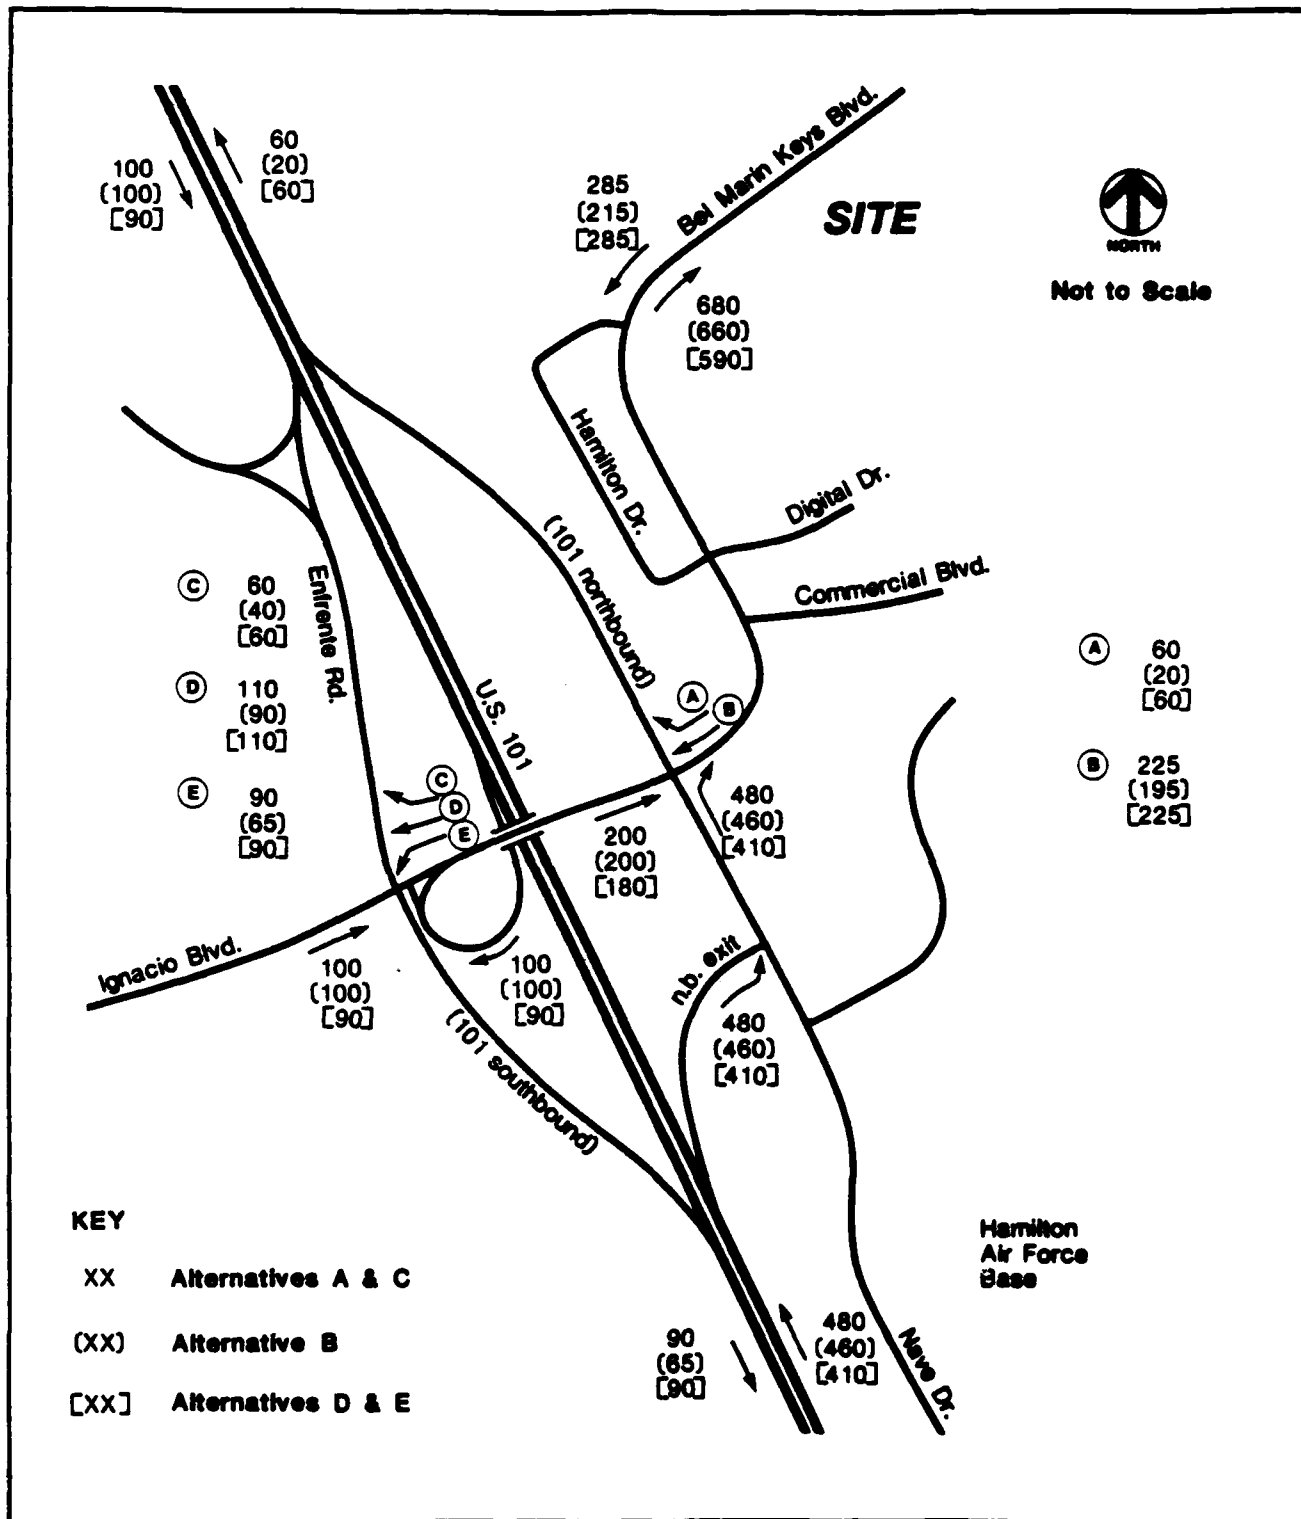 60
(20)
[60]
100
(100)
[90]
Bel Marin Keys Blvd.
285
(215)
[285]
SITE
NORTH
Not to Scale
680
(660)
[590]
Hamilton Dr.
Digital Dr.
Commercial Blvd.
(101 northbound)
Enfrente Rd.
U.S. 101
C 60
(40)
[60]
D 110
(90)
[110]
E 90
(65)
[90]
A 60
(20)
[60]
B 225
(195)
[225]
A
B
C
D
E
480
(460)
[410]
200
(200)
[180]
Ignacio Blvd.
100
(100)
[90]
100
(100)
[90]
n.b. exit
480
(460)
[410]
(101 southbound)
KEY
XX Alternatives A & C
(XX) Alternative B
[XX] Alternatives D & E
Hamilton
Air Force
Base
90
(65)
[90]
480
(460)
[410]
Nave Dr.